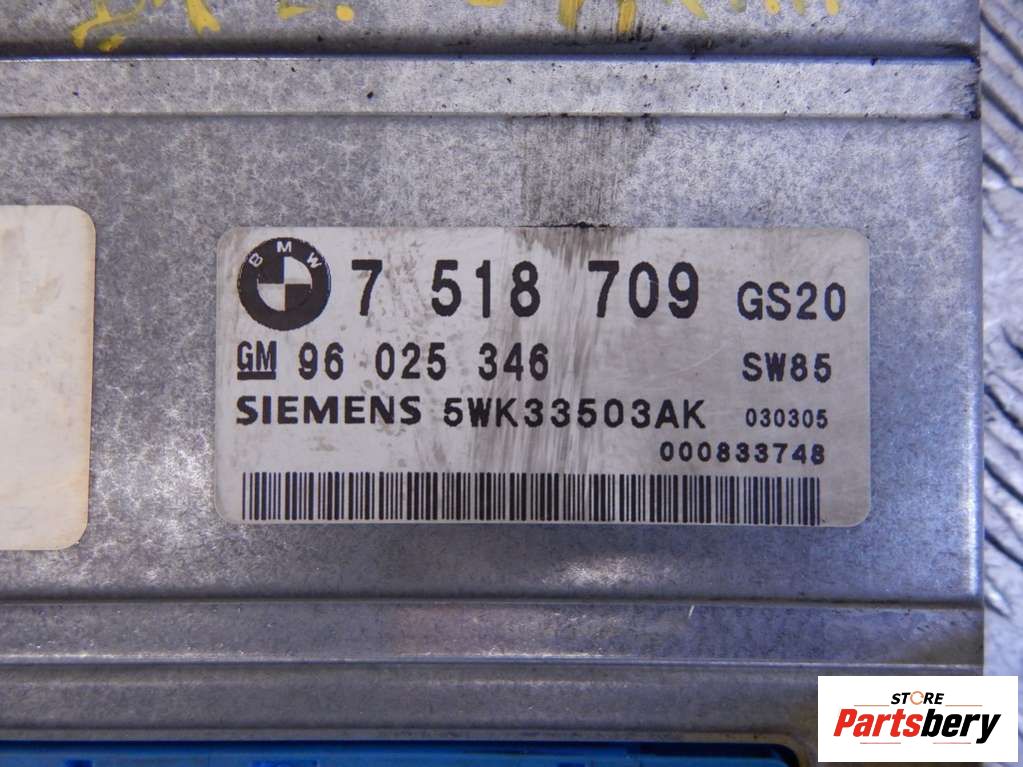 BMW 7 518 709 GS20
GM 96 025 346 SW85
SIEMENS 5WK33503AK 030305
000833748
STORE
Partsbery